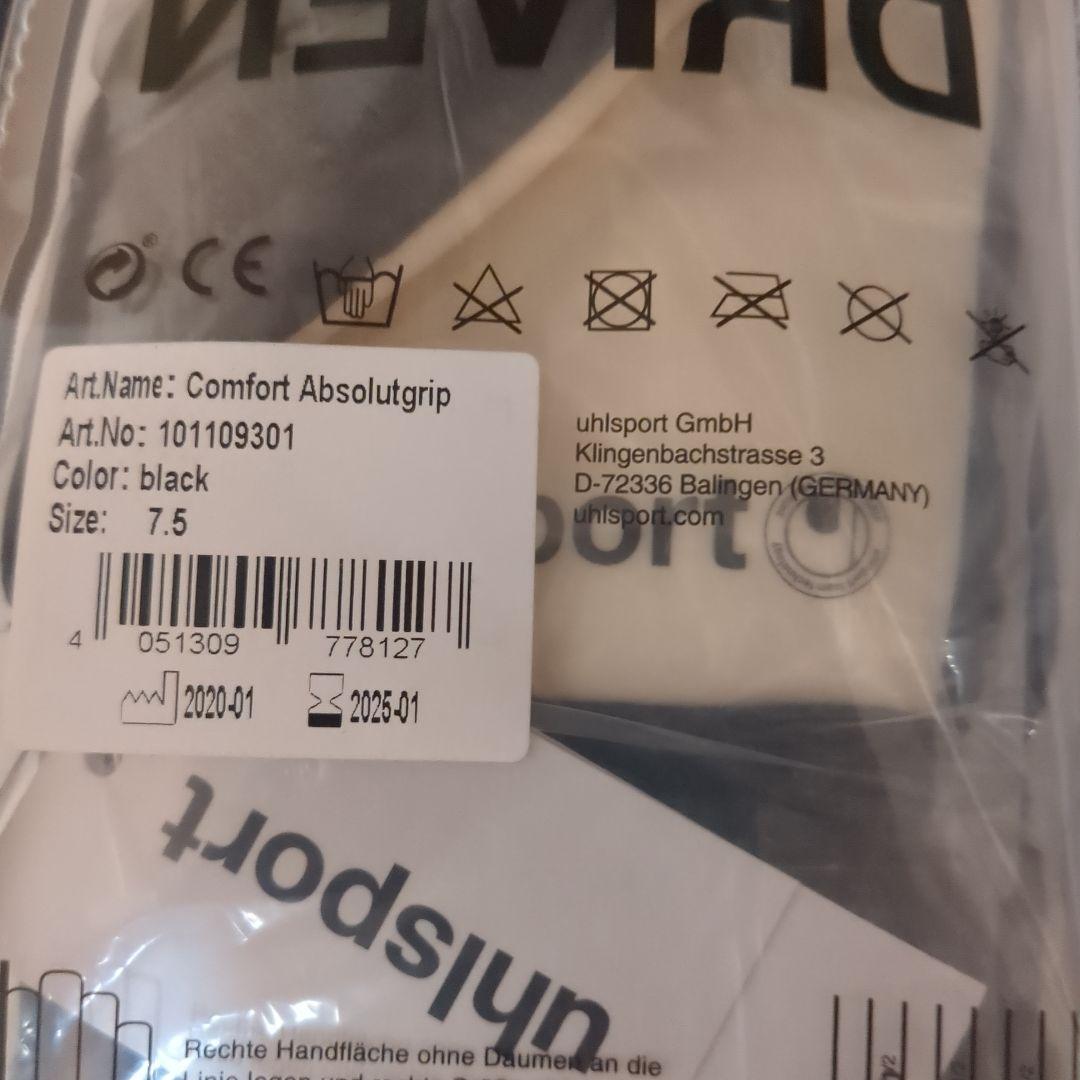 DRIVEN
CE
Art.Name: Comfort Absolutgrip
Art.No: 101109301
Color: black
Size: 7.5
4 051309 778127
2020-01 2025-01
uhlsport GmbH
Klingenbachstrasse 3
D-72336 Balingen (GERMANY)
uhlsport.com
port
uhlsport
Rechte Handfläche ohne Daumen an die